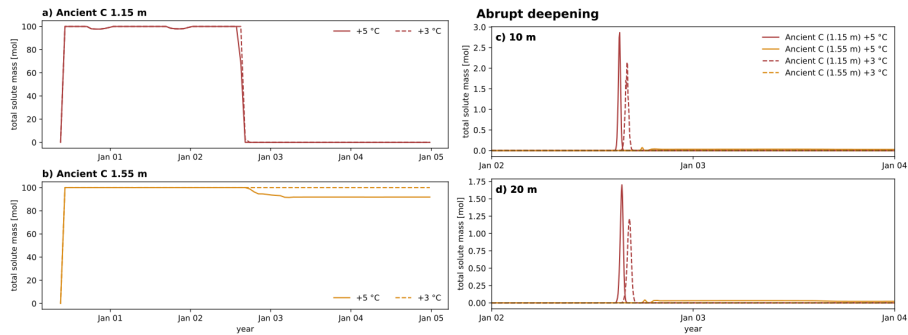 a) Ancient C 1.15 m
total solute mass [mol]
100
80
60
40
20
0
+5 °C
+3 °C
Jan 01
Jan 02
Jan 03
Jan 04
Jan 05
b) Ancient C 1.55 m
total solute mass [mol]
100
80
60
40
20
0
+5 °C
+3 °C
Jan 01
Jan 02
Jan 03
Jan 04
Jan 05
year
Abrupt deepening
c) 10 m
total solute mass [mol]
3.0
2.5
2.0
1.5
1.0
0.5
0.0
Ancient C (1.15 m) +5 °C
Ancient C (1.55 m) +5 °C
Ancient C (1.15 m) +3 °C
Ancient C (1.55 m) +3 °C
Jan 02
Jan 03
Jan 04
d) 20 m
total solute mass [mol]
1.75
1.50
1.25
1.00
0.75
0.50
0.25
0.00
Jan 02
Jan 03
Jan 04
year